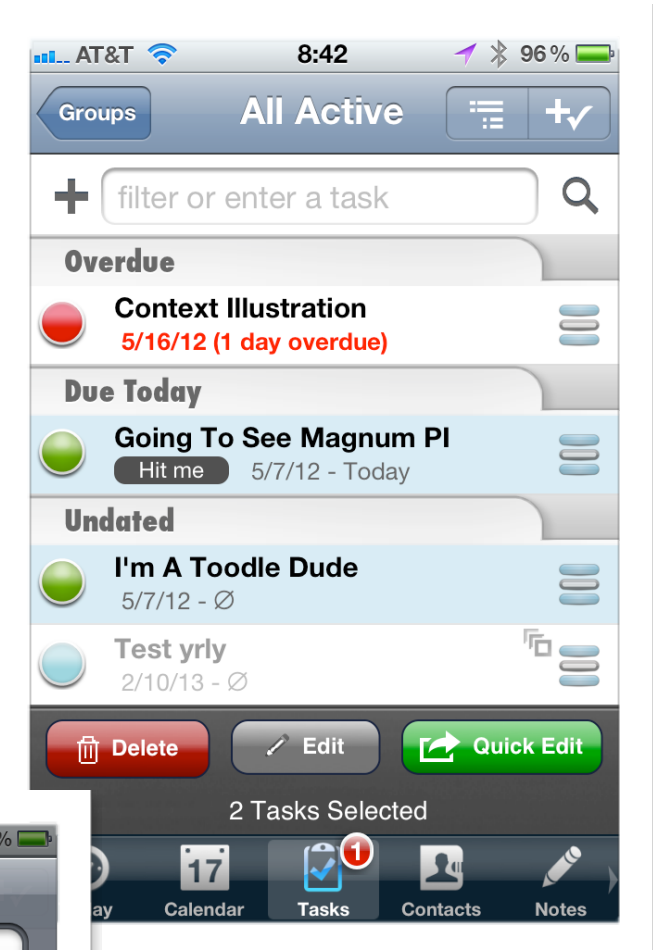 AT&T 8:42 96%
Groups All Active
filter or enter a task
Overdue
Context Illustration
5/16/12 (1 day overdue)
Due Today
Going To See Magnum PI
Hit me 5/7/12 - Today
Undated
I'm A Toodle Dude
5/7/12 - ∅
Test yrly
2/10/13 - ∅
Delete Edit Quick Edit
2 Tasks Selected
%
17 1
ay Calendar Tasks Contacts Notes